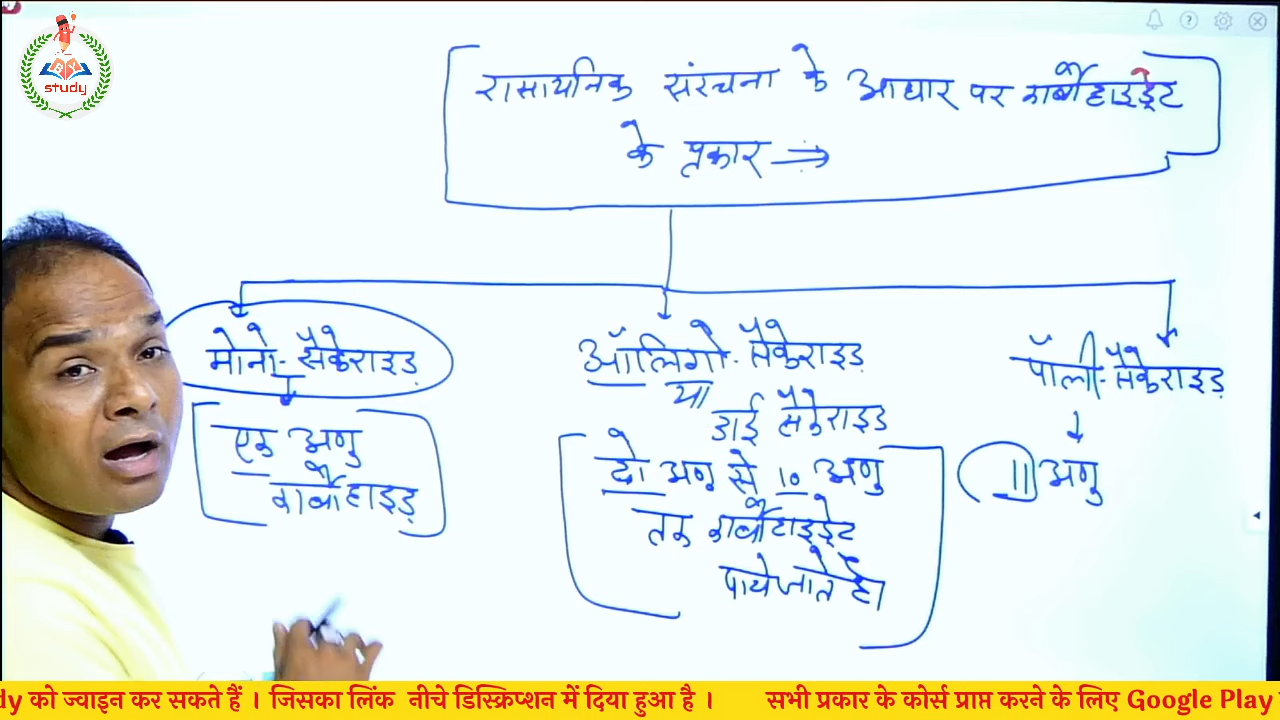 study
रासायनिक संरचना के आधार पर कार्बोहाइड्रेट
के प्रकार ⇒
मोनो-सैकेराइड
एक अणु
कार्बोहाइड्र
ऑलिगो-सैकेराइड
या
डाई सैकेराइड
दो अणु से 10 अणु
तक कार्बोहाइड्रेट
पाये जाते है।
पॉली-सैकेराइड
11 अणु
dy को ज्वाइन कर सकते हैं । जिसका लिंक नीचे डिस्क्रिप्शन में दिया हुआ है । सभी प्रकार के कोर्स प्राप्त करने के लिए Google Play